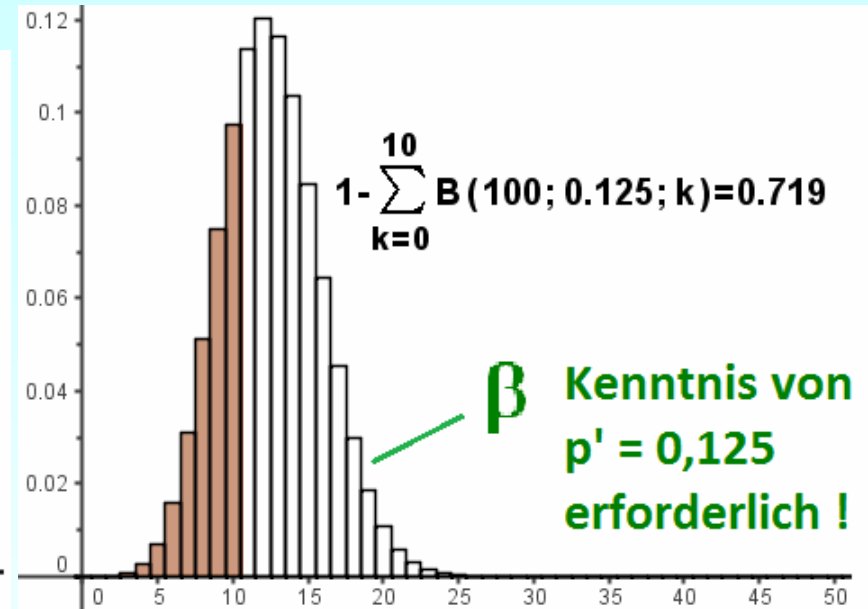 0.12
0.1
0.08
0.06
0.04
0.02
0
10
1-∑ B(100; 0.125; k)=0.719
k=0
β Kenntnis von
p' = 0,125
erforderlich !
0 5 10 15 20 25 30 35 40 45 50